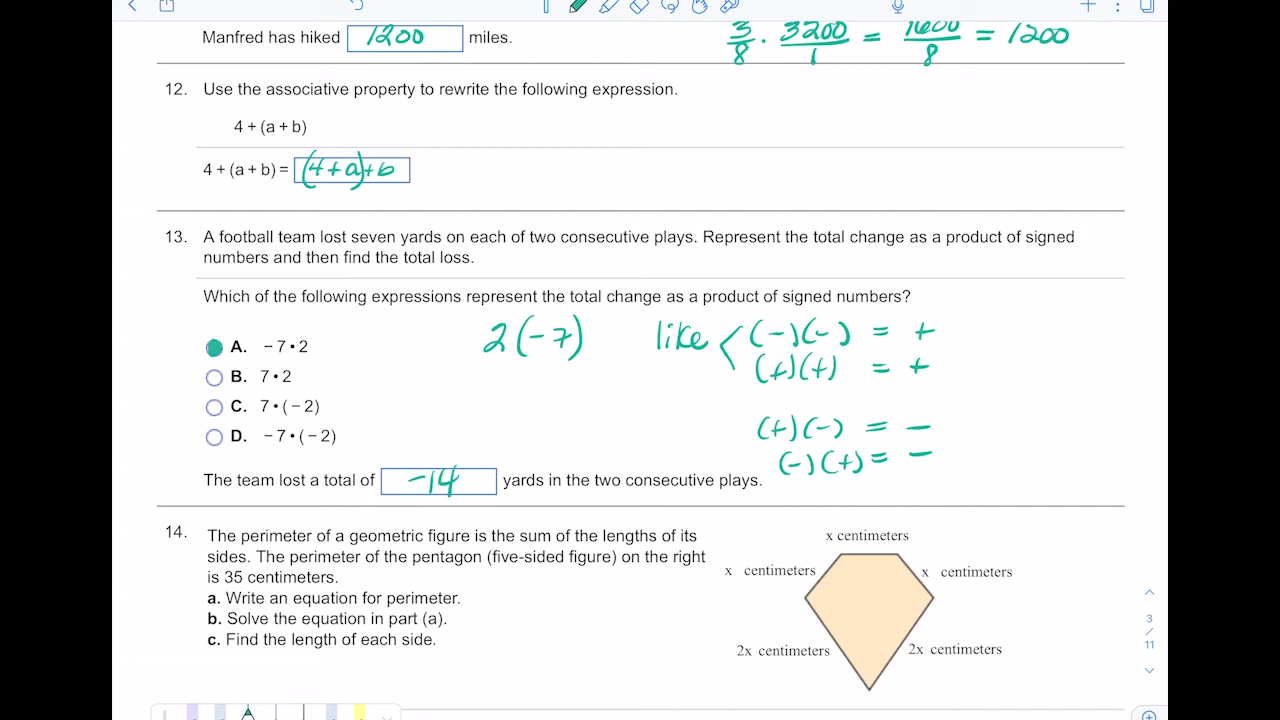 Manfred has hiked 1200 miles.
3/8 · 3200/1 = 1600/8 = 1200
12. Use the associative property to rewrite the following expression.
4 + (a + b)
4 + (a + b) = (4+a)+b
13. A football team lost seven yards on each of two consecutive plays. Represent the total change as a product of signed
numbers and then find the total loss.
Which of the following expressions represent the total change as a product of signed numbers?
2(-7)
like < (-)(-) = +
(+)(+) = +
(+)(-) = -
(-)(+) = -
A. − 7 • 2
B. 7 • 2
C. 7 • (− 2)
D. − 7 • (− 2)
The team lost a total of -14 yards in the two consecutive plays.
14. The perimeter of a geometric figure is the sum of the lengths of its
sides. The perimeter of the pentagon (five-sided figure) on the right
is 35 centimeters.
a. Write an equation for perimeter.
b. Solve the equation in part (a).
c. Find the length of each side.
x centimeters
x centimeters
x centimeters
2x centimeters
2x centimeters
3
/
11